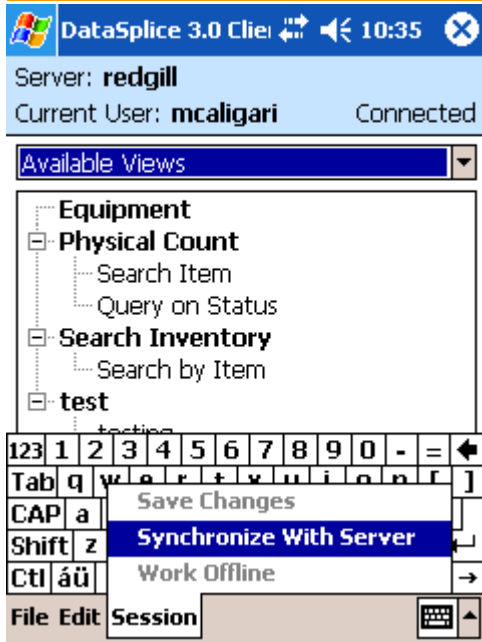 DataSplice 3.0 Clie 10:35
Server: redgill
Current User: mcaligari Connected
Available Views
Equipment
Physical Count
Search Item
Query on Status
Search Inventory
Search by Item
test
testing
123 1 2 3 4 5 6 7 8 9 0 - =
Tab q w e r t y u i o p [ ]
CAP a
Save Changes
Shift z
Synchronize With Server
Ctl áü
Work Offline
File Edit Session